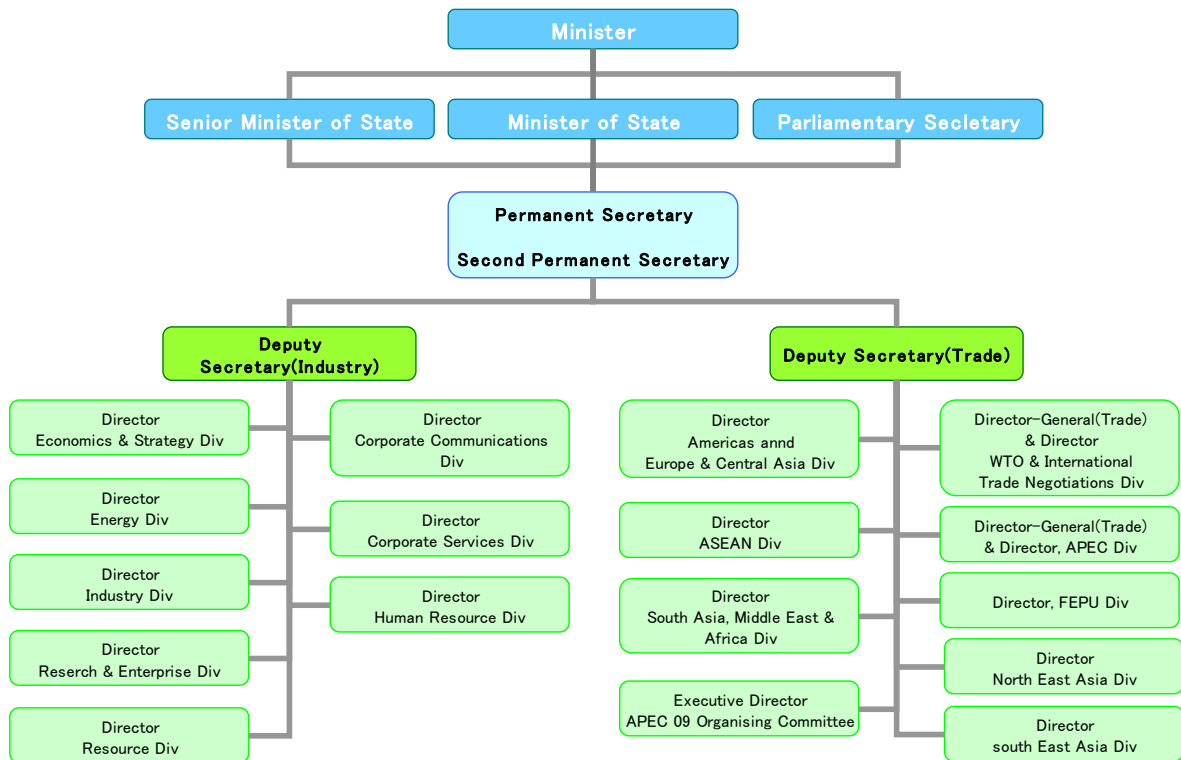 Minister
Senior Minister of State
Minister of State
Parliamentary Secletary
Permanent Secretary
Second Permanent Secretary
Deputy
Secretary(Industry)
Deputy Secretary(Trade)
Director
Economics & Strategy Div
Director
Energy Div
Director
Industry Div
Director
Reserch & Enterprise Div
Director
Resource Div
Director
Corporate Communications
Div
Director
Corporate Services Div
Director
Human Resource Div
Director
Americas annd
Europe & Central Asia Div
Director
ASEAN Div
Director
South Asia, Middle East &
Africa Div
Executive Director
APEC 09 Organising Committee
Director-General(Trade)
& Director
WTO & International
Trade Negotiations Div
Director-General(Trade)
& Director, APEC Div
Director, FEPU Div
Director
North East Asia Div
Director
south East Asia Div